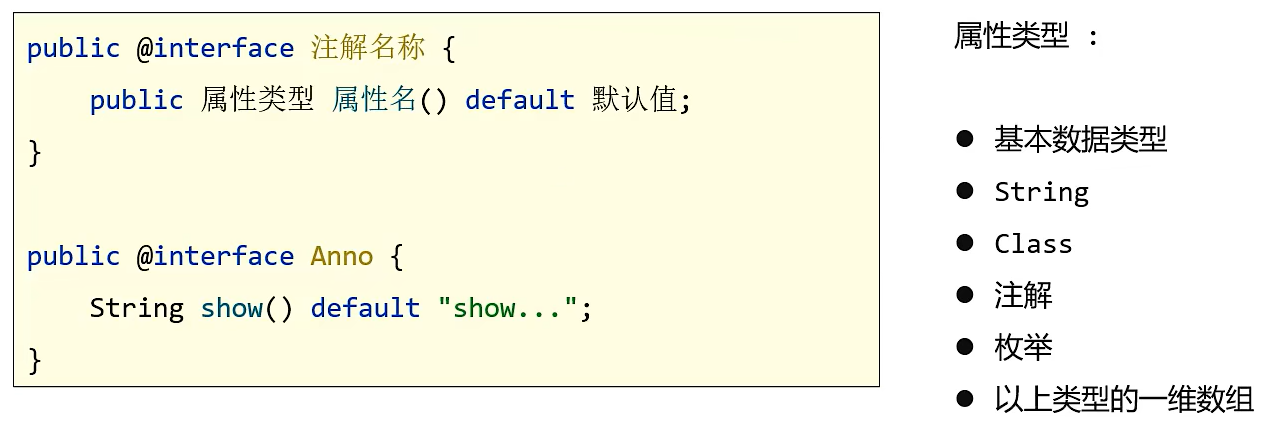 public @interface 注解名称 {
    public 属性类型 属性名() default 默认值;
}
public @interface Anno {
    String show() default "show...";
}
属性类型 :
● 基本数据类型
● String
● Class
● 注解
● 枚举
● 以上类型的一维数组